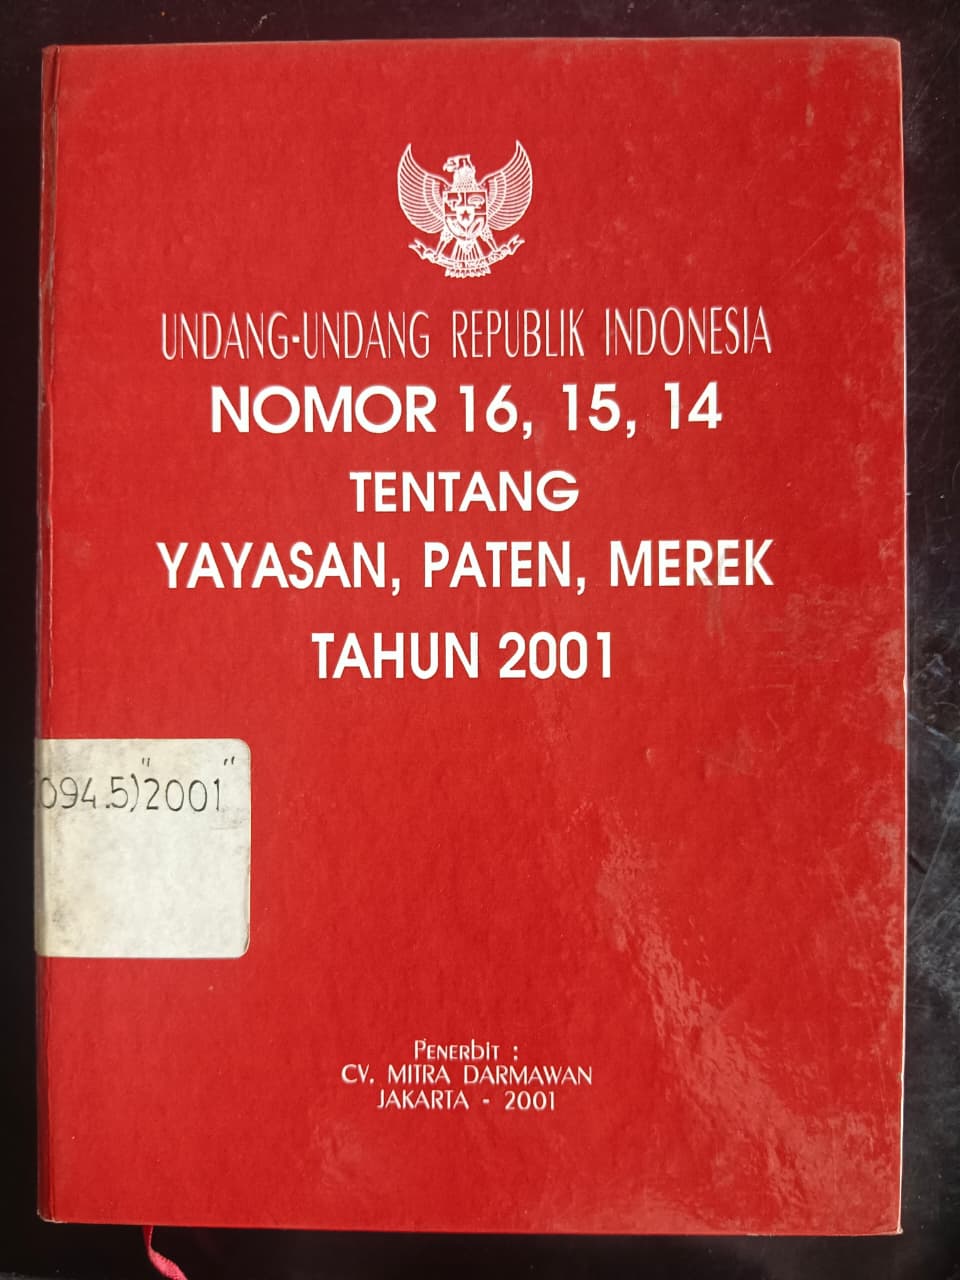 UNDANG-UNDANG REPUBLIK INDONESIA
NOMOR 16, 15, 14
TENTANG
YAYASAN, PATEN, MEREK
TAHUN 2001
094.5)"2001"
PENERBIT :
CV. MITRA DARMAWAN
JAKARTA - 2001